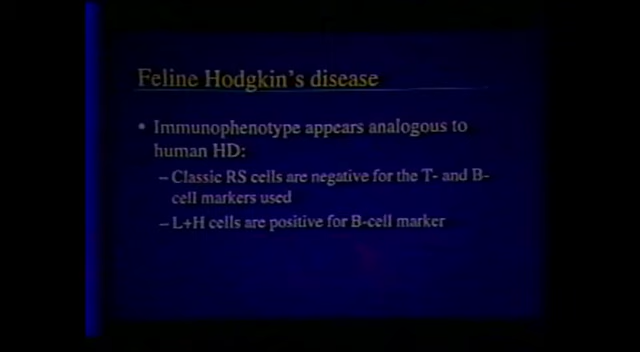 Feline Hodgkin's disease
• Immunophenotype appears analogous to
human HD:
– Classic RS cells are negative for the T- and B-
cell markers used
– L+H cells are positive for B-cell marker